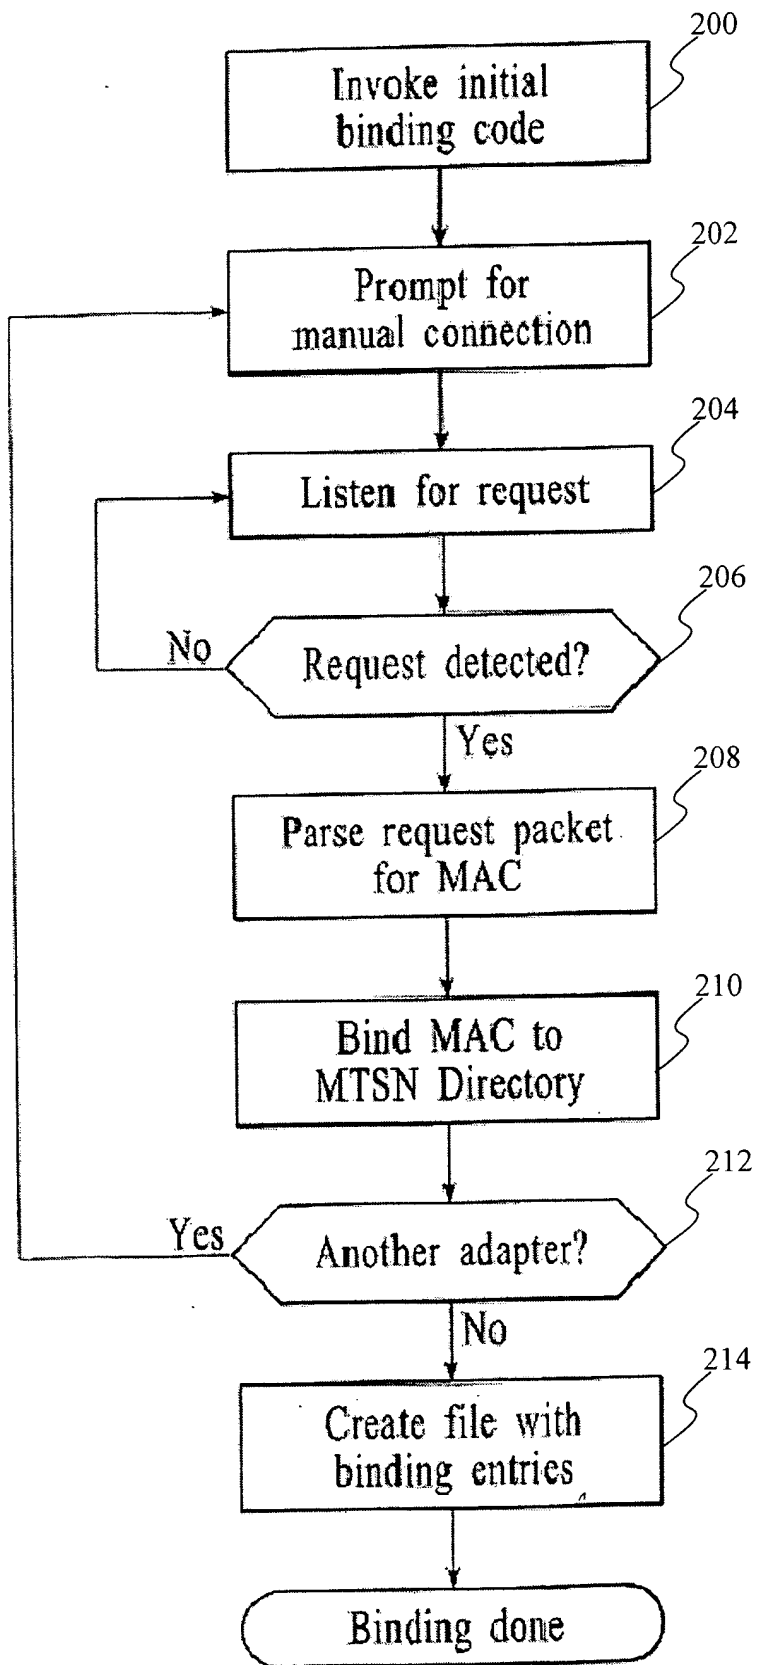 200
Invoke initial
binding code
202
Prompt for
manual connection
204
Listen for request
206
No
Request detected?
Yes
208
Parse request packet
for MAC
210
Bind MAC to
MTSN Directory
212
Yes
Another adapter?
No
214
Create file with
binding entries
Binding done